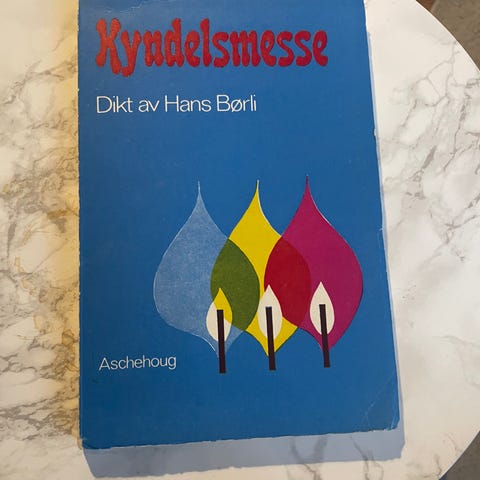 Kyndelsmesse
Dikt av Hans Børli
Aschehoug